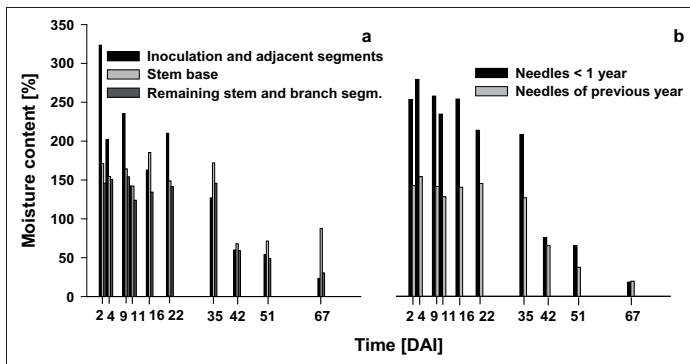 a
b
Moisture content [%]
350
300
250
200
150
100
50
0
Inoculation and adjacent segments
Stem base
Remaining stem and branch segm.
Needles < 1 year
Needles of previous year
2 4 9 11 16 22 35 42 51 67
2 4 9 11 16 22 35 42 51 67
Time [DAI]